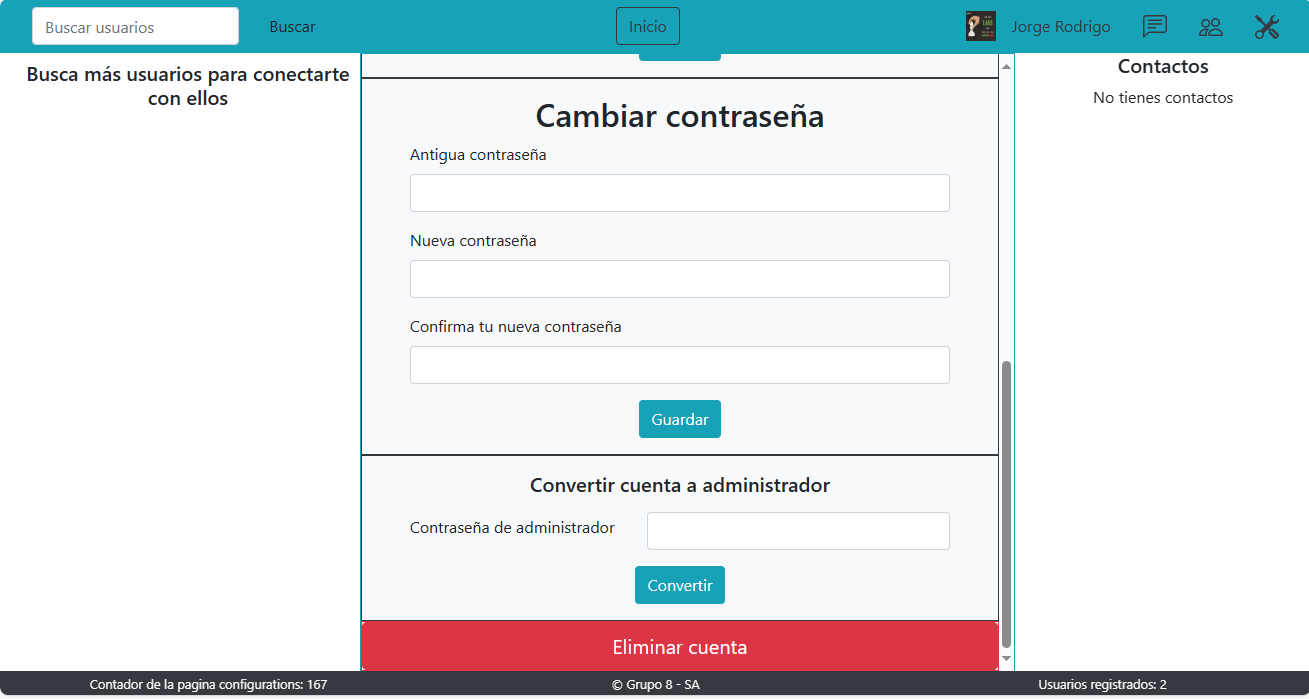 Buscar usuarios
Buscar
Inicio
Jorge Rodrigo
Busca más usuarios para conectarte
con ellos
Cambiar contraseña
Antigua contraseña
Nueva contraseña
Confirma tu nueva contraseña
Guardar
Convertir cuenta a administrador
Contraseña de administrador
Convertir
Eliminar cuenta
Contactos
No tienes contactos
Contador de la pagina configurations: 167
© Grupo 8 - SA
Usuarios registrados: 2